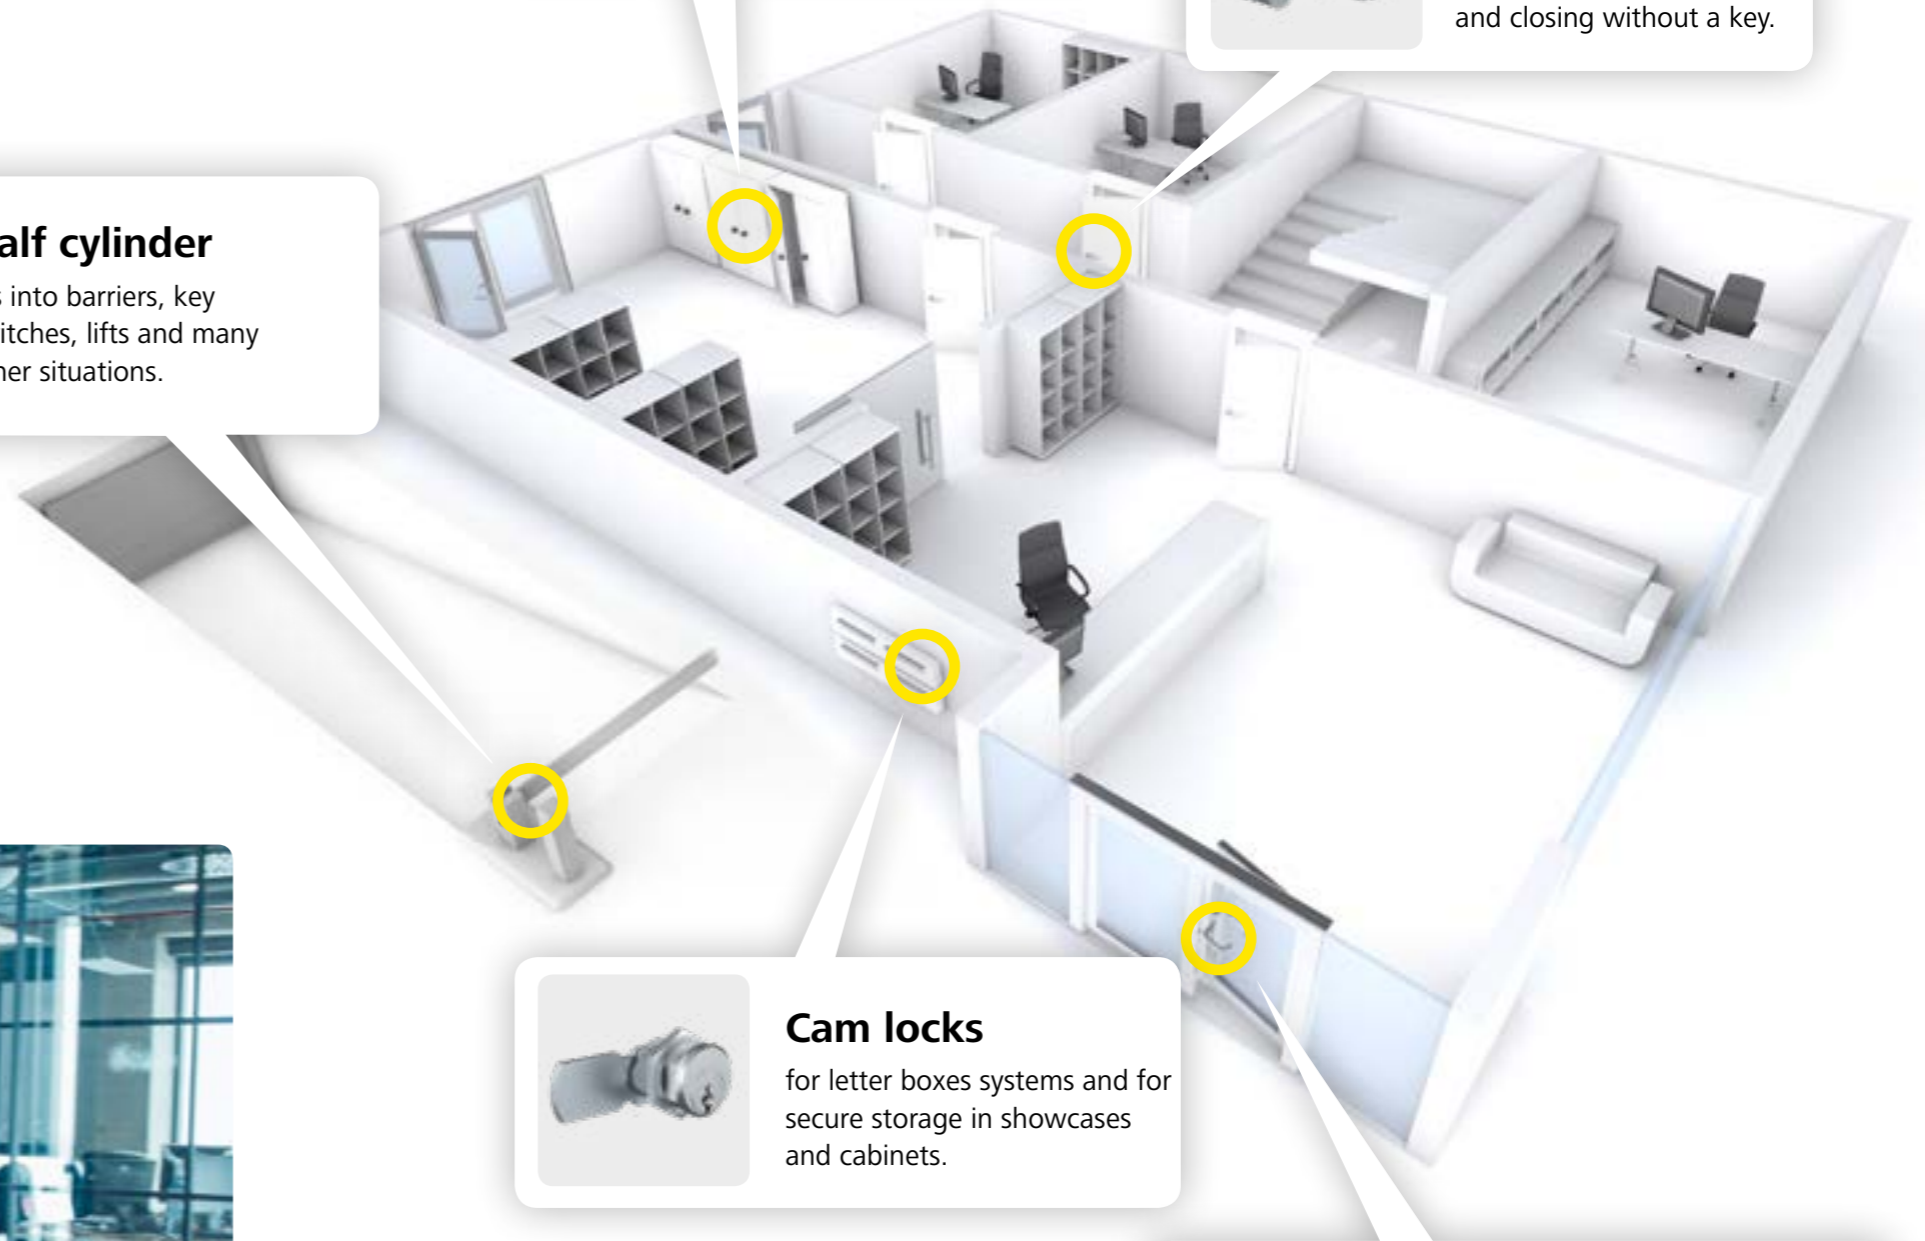 and closing without a key.
alf cylinder
into barriers, key
itches, lifts and many
her situations.
Cam locks
for letter boxes systems and for
secure storage in showcases
and cabinets.